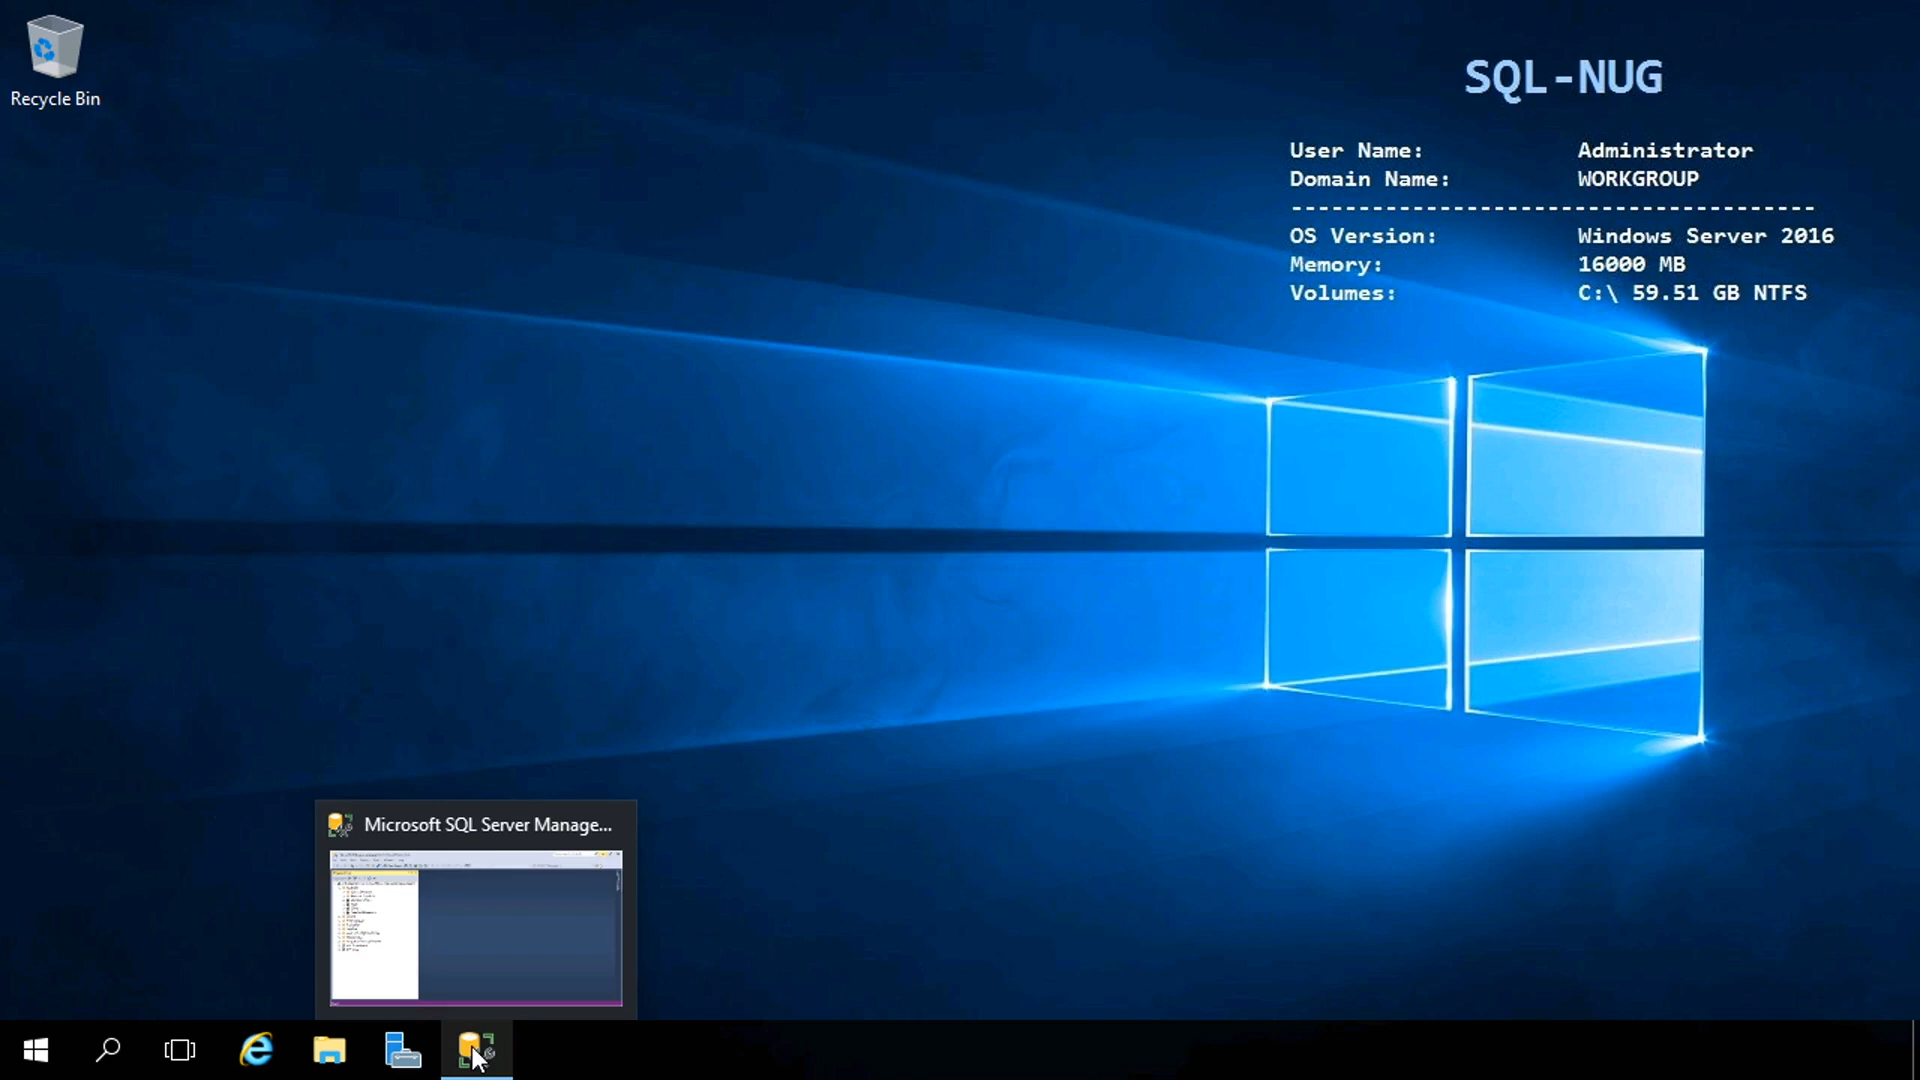 Recycle Bin
SQL-NUG
User Name: Administrator
Domain Name: WORKGROUP
---------------------------------------
OS Version: Windows Server 2016
Memory: 16000 MB
Volumes: C:\ 59.51 GB NTFS
Microsoft SQL Server Manage...